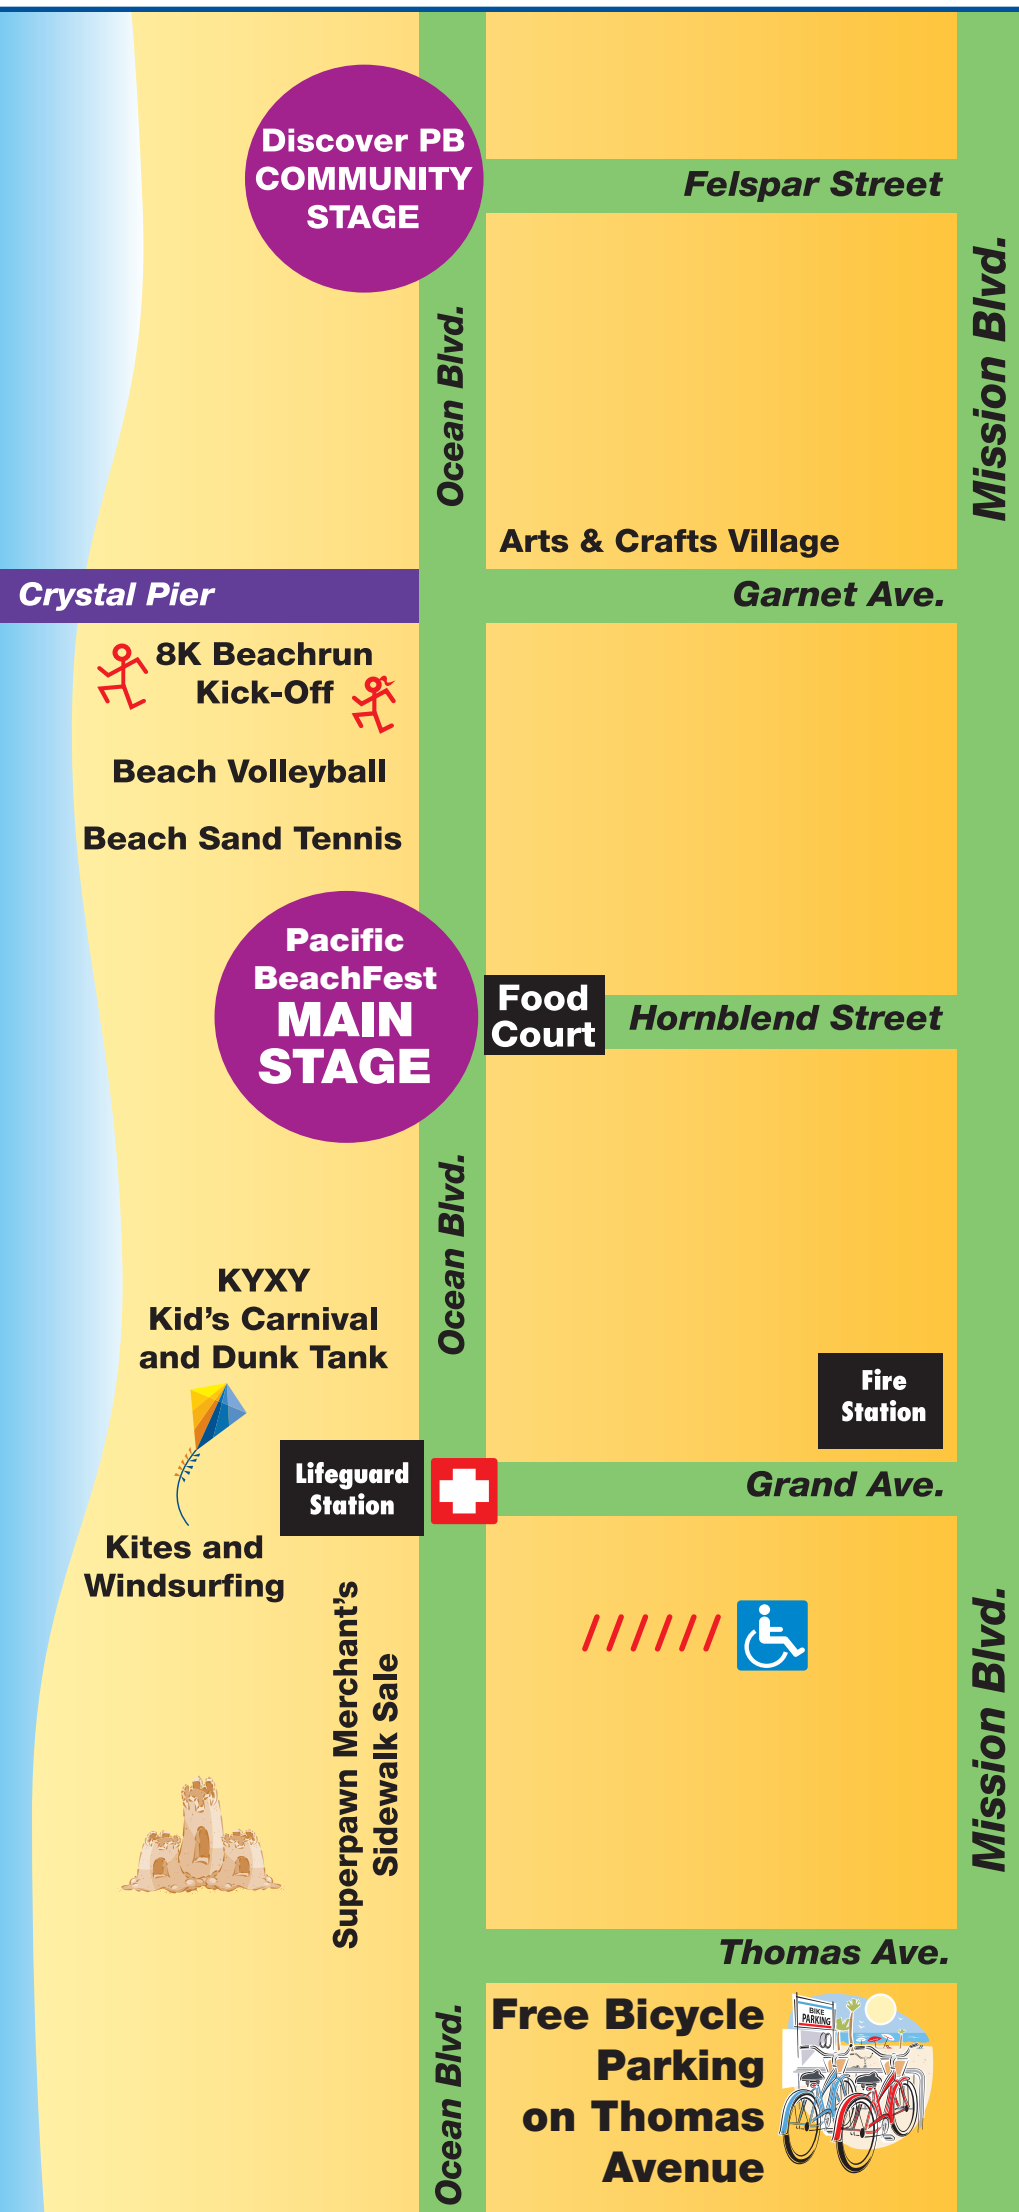 Discover PB
COMMUNITY
STAGE
Felspar Street
Mission Blvd.
Ocean Blvd.
Arts & Crafts Village
Crystal Pier
Garnet Ave.
8K Beachrun
Kick-Off
Beach Volleyball
Beach Sand Tennis
Pacific
BeachFest
MAIN
STAGE
Food
Court
Hornblend Street
Ocean Blvd.
KYXY
Kid's Carnival
and Dunk Tank
Fire
Station
Lifeguard
Station
Grand Ave.
Kites and
Windsurfing
Superpawn Merchant's
Sidewalk Sale
Mission Blvd.
Thomas Ave.
Ocean Blvd.
Free Bicycle
Parking
on Thomas
Avenue
BIKE
PARKING